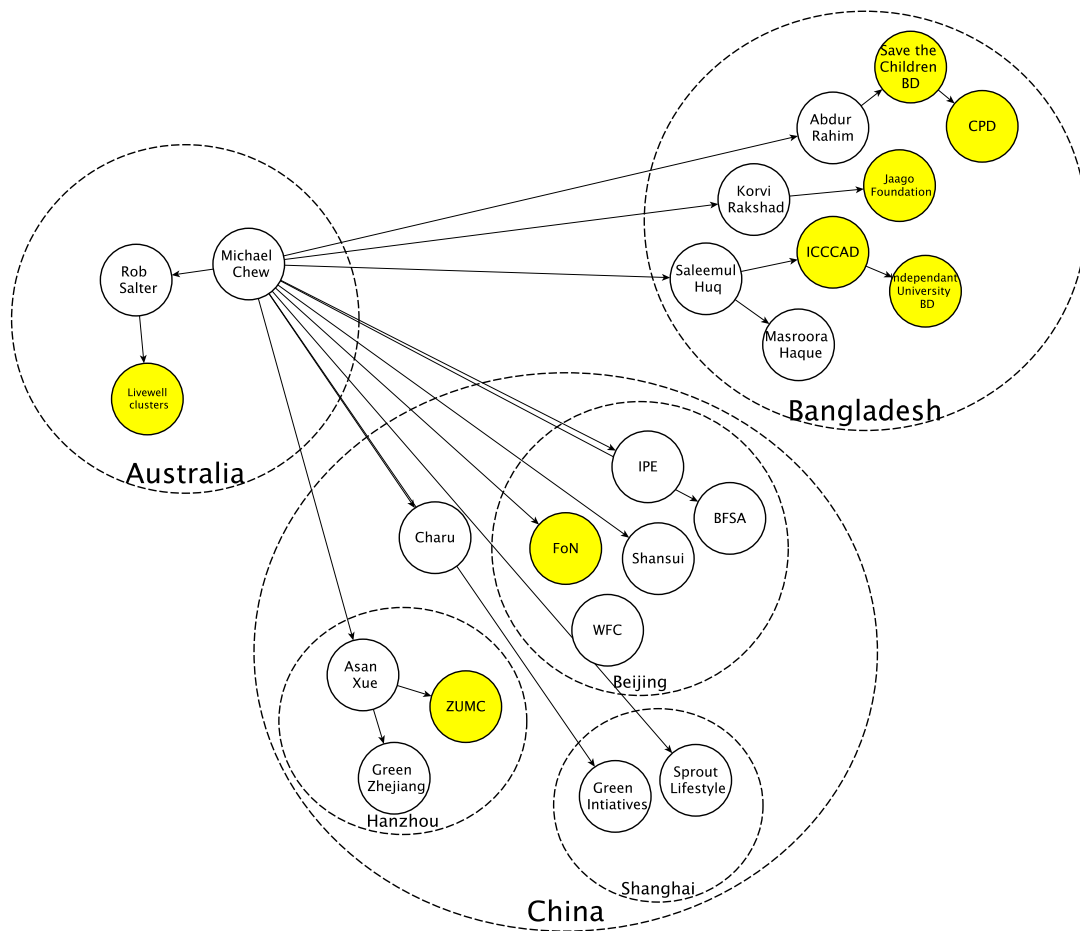 Save the
Children
BD
CPD
Abdur
Rahim
Jaago
Foundation
Korvi
Rakshad
ICCCAD
Saleemul
Huq
Independant
University
BD
Masroora
Haque
Bangladesh
Michael
Chew
Rob
Salter
Livewell
clusters
Australia
IPE
BFSA
FoN
Shansui
WFC
Beijing
Charu
Asan
Xue
ZUMC
Green
Zhejiang
Hanzhou
Green
Intiatives
Sprout
Lifestyle
Shanghai
China